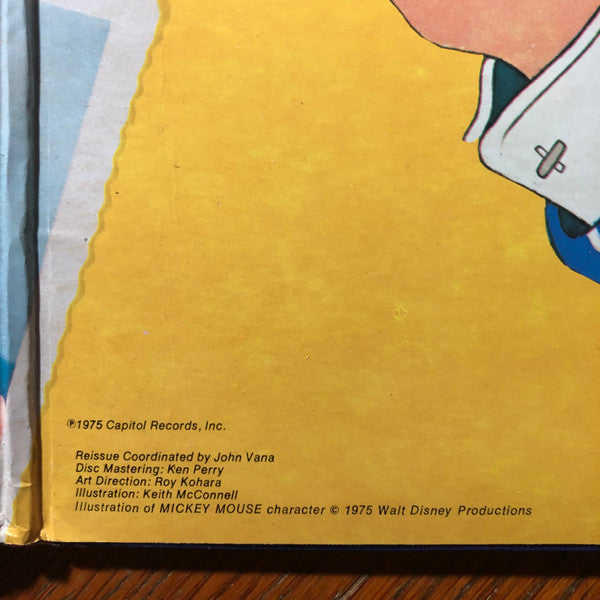 ℗1975 Capitol Records, Inc.
Reissue Coordinated by John Vana
Disc Mastering: Ken Perry
Art Direction: Roy Kohara
Illustration: Keith McConnell
Illustration of MICKEY MOUSE character © 1975 Walt Disney Productions